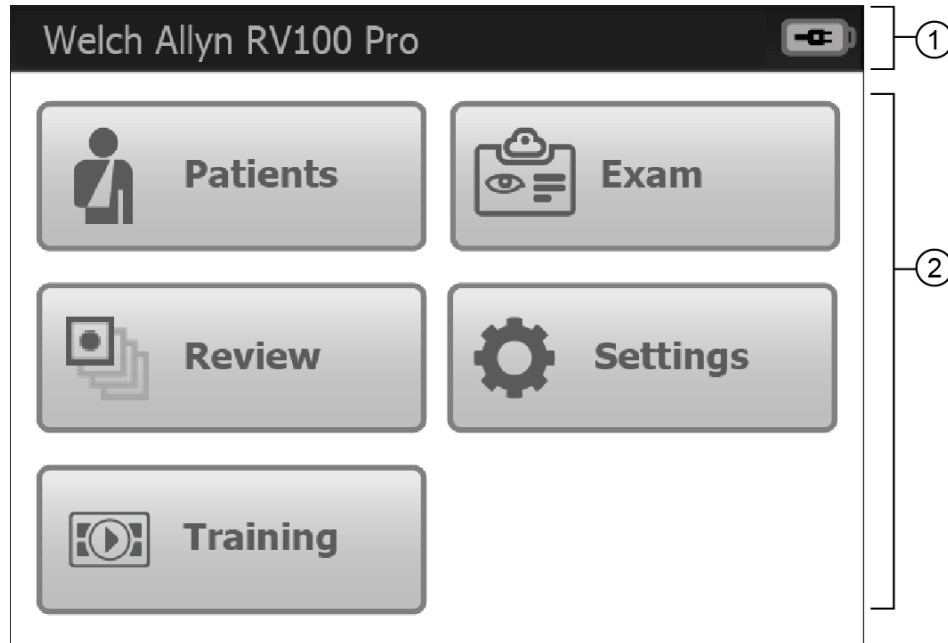 Welch Allyn RV100 Pro
1
Patients
Exam
2
Review
Settings
Training